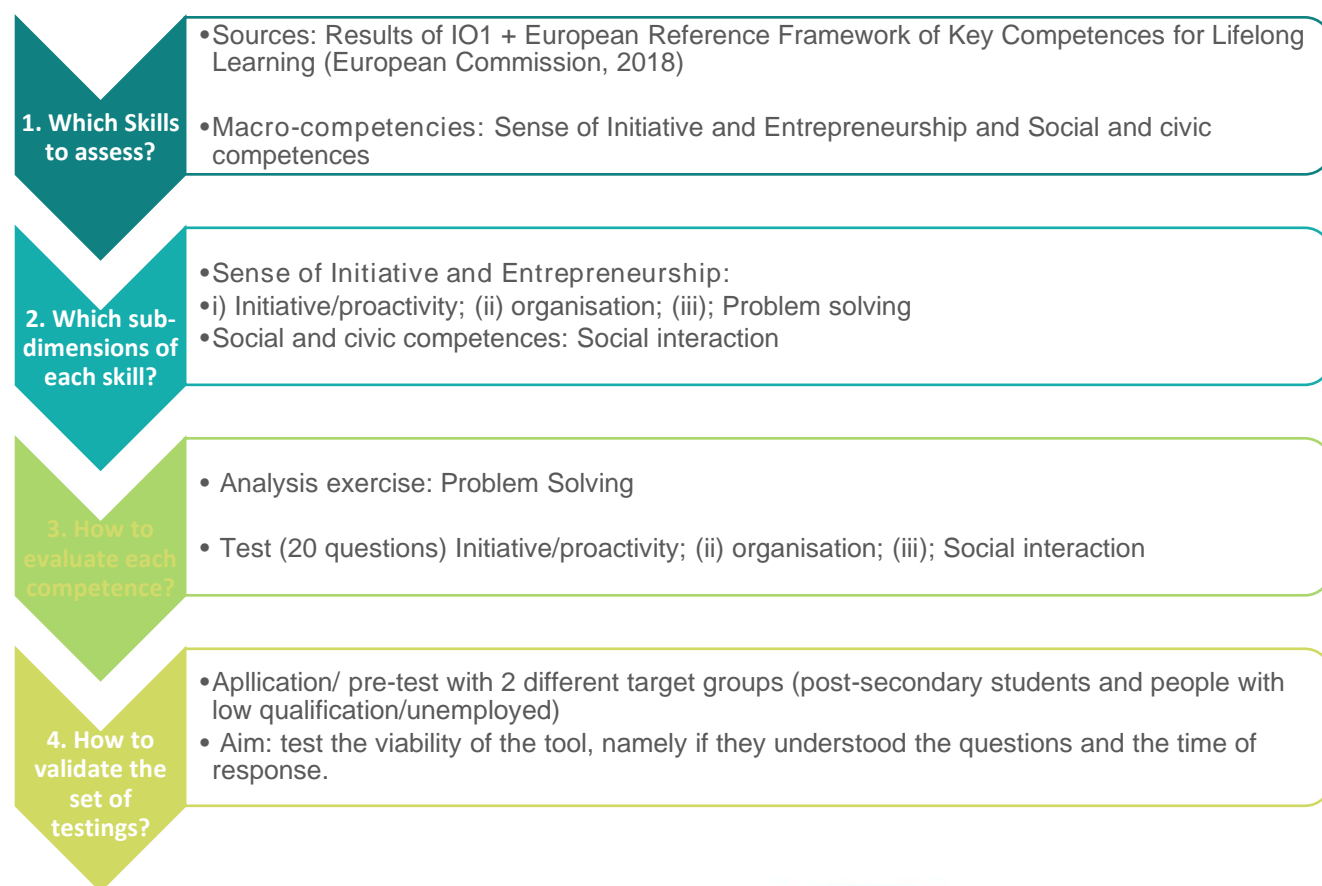 1. Which Skills
to assess?
•Sources: Results of IO1 + European Reference Framework of Key Competences for Lifelong
Learning (European Commission, 2018)
•Macro-competencies: Sense of Initiative and Entrepreneurship and Social and civic
competences
2. Which sub-
dimensions of
each skill?
•Sense of Initiative and Entrepreneurship:
•i) Initiative/proactivity; (ii) organisation; (iii); Problem solving
•Social and civic competences: Social interaction
3. How to
evaluate each
competence?
• Analysis exercise: Problem Solving
• Test (20 questions) Initiative/proactivity; (ii) organisation; (iii); Social interaction
4. How to
validate the
set of
testings?
•Apllication/ pre-test with 2 different target groups (post-secondary students and people with
low qualification/unemployed)
• Aim: test the viability of the tool, namely if they understood the questions and the time of
response.